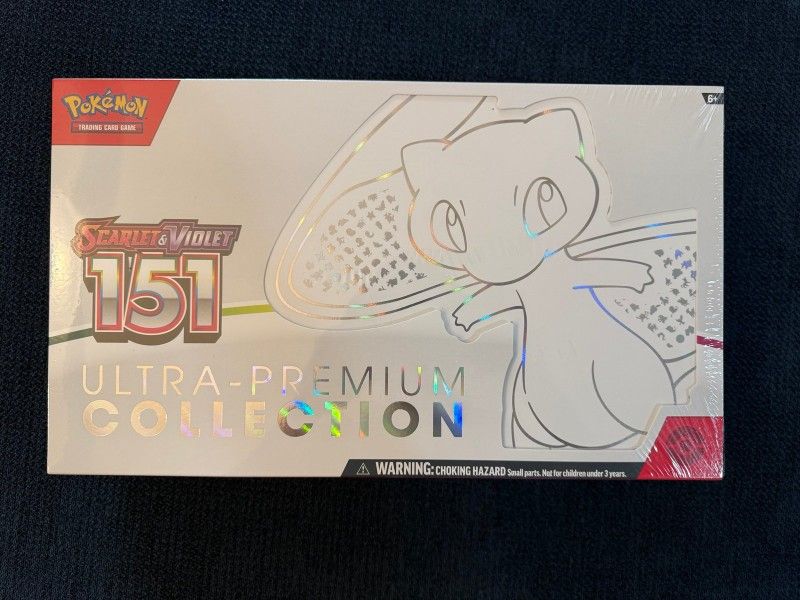 POKéMON
TRADING CARD GAME
6+
SCARLET & VIOLET
151
ULTRA-PREMIUM
COLLECTION
WARNING: CHOKING HAZARD Small parts. Not for children under 3 years.